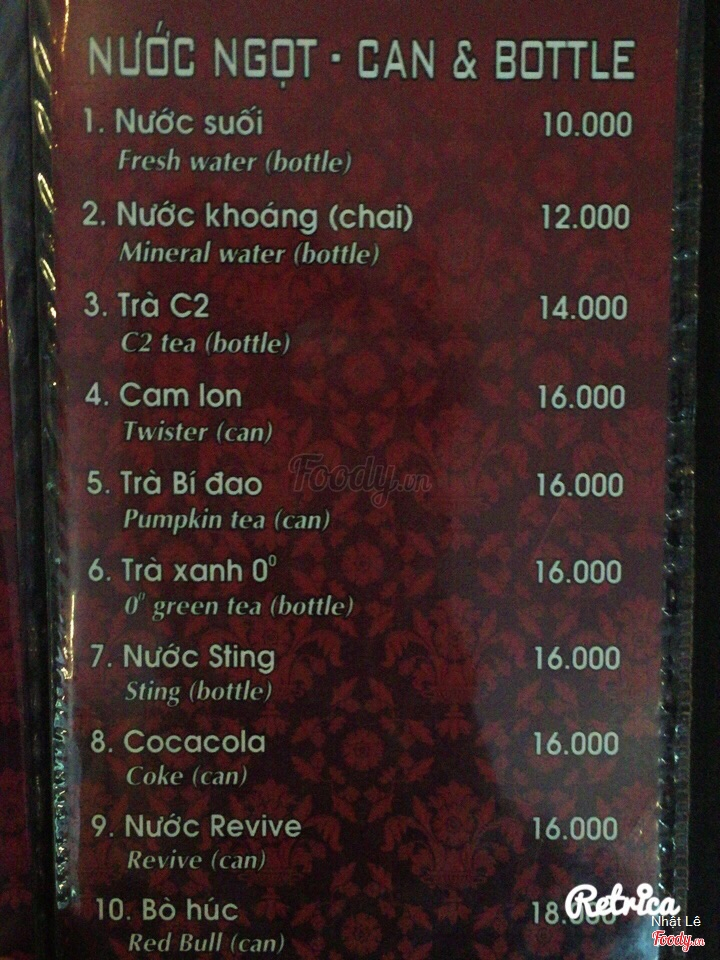 NƯỚC NGỌT · CAN & BOTTLE
1. Nước suối 10.000
Fresh water (bottle)
2. Nước khoáng (chai) 12.000
Mineral water (bottle)
3. Trà C2 14.000
C2 tea (bottle)
4. Cam lon 16.000
Twister (can)
5. Trà Bí đao 16.000
Foody.vn
Pumpkin tea (can)
6. Trà xanh 0⁰ 16.000
0⁰ green tea (bottle)
7. Nước Sting 16.000
Sting (bottle)
8. Cocacola 16.000
Coke (can)
9. Nước Revive 16.000
Revive (can)
10. Bò húc 18.000
Retrica
Nhật Lê
Red Bull (can)
Foody.vn